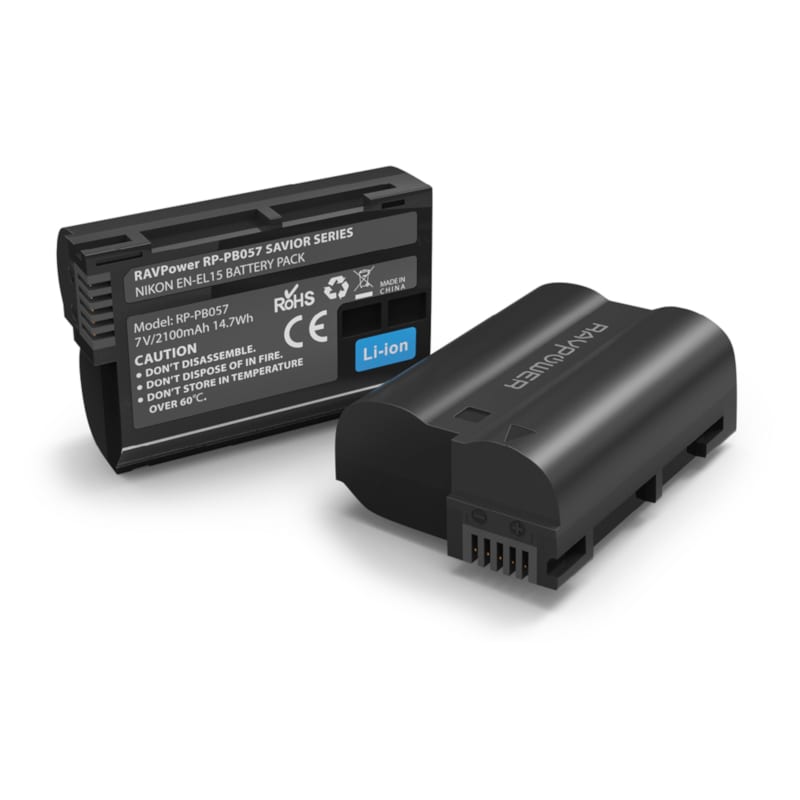 RAVPower RP-PB057 SAVIOR SERIES
NIKON EN-EL15 BATTERY PACK
RoHS
MADE IN
CHINA
Model: RP-PB057
7V/2100mAh 14.7Wh
CE
CAUTION
• DON'T DISASSEMBLE.
• DON'T DISPOSE OF IN FIRE.
• DON'T STORE IN TEMPERATURE
OVER 60℃.
Li-ion
RAVPOWER
− +